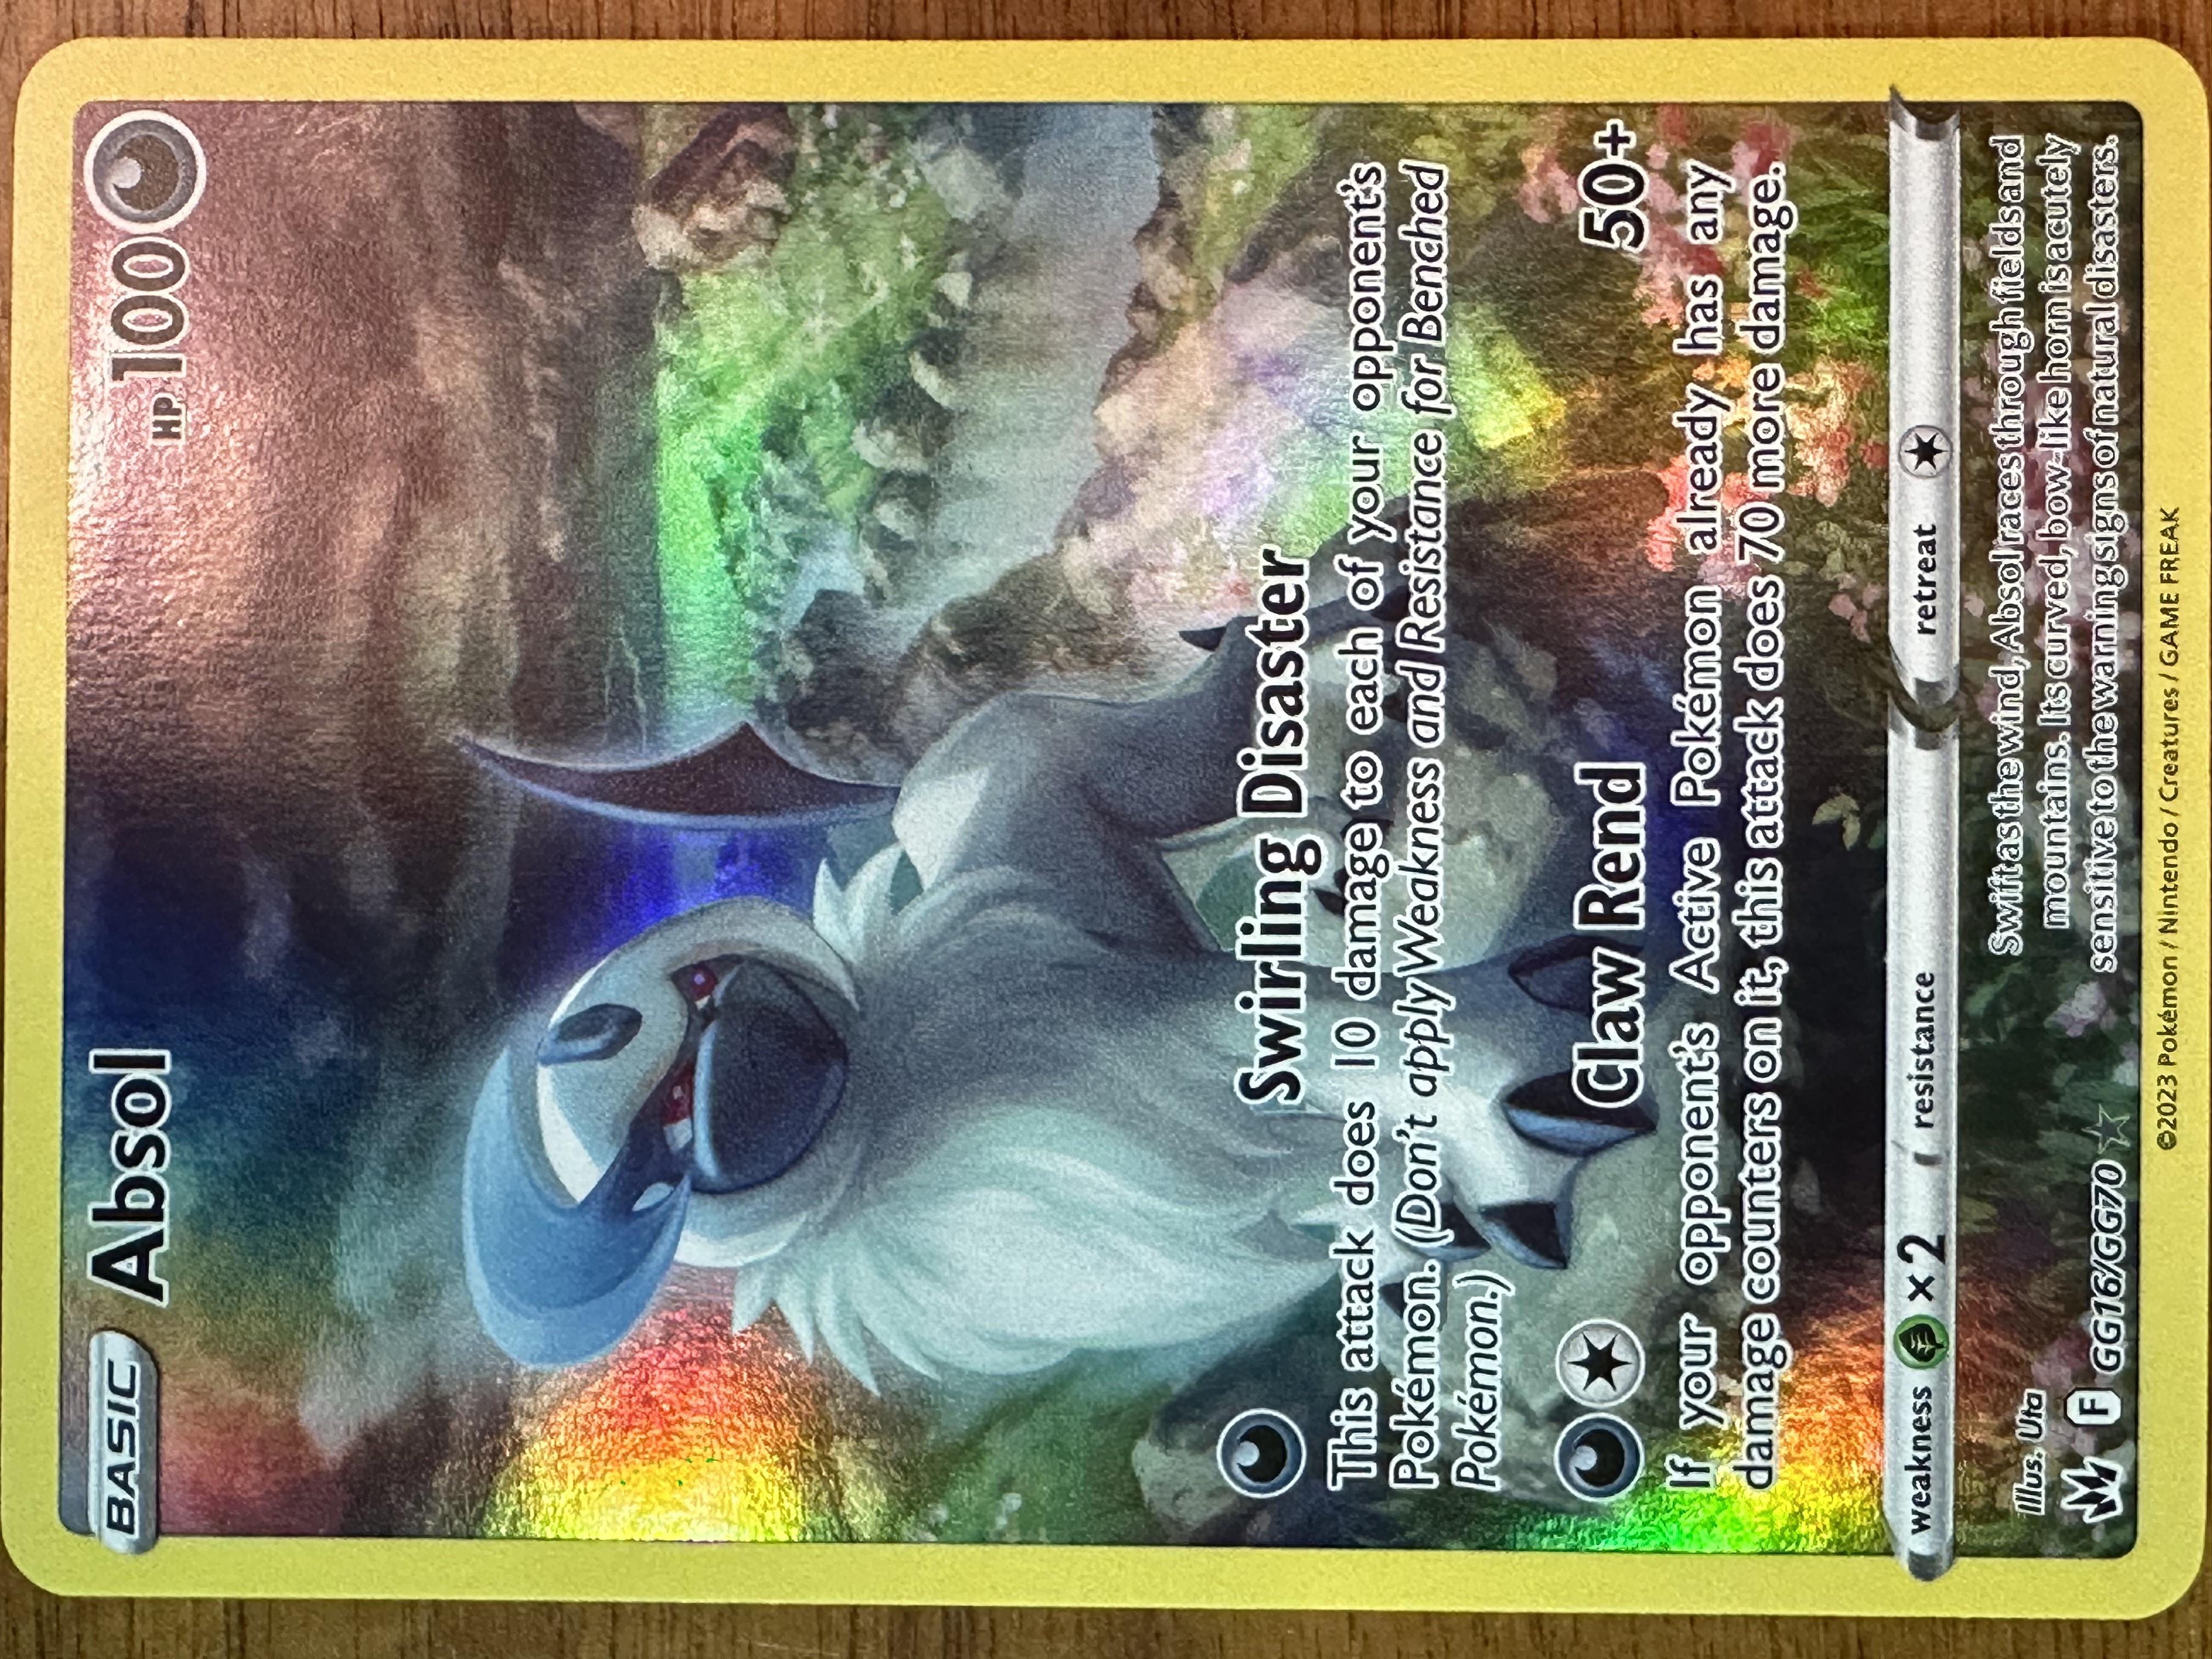 BASIC Absol HP 100
Swirling Disaster
This attack does 10 damage to each of your opponent's
Pokémon. (Don't apply Weakness and Resistance for Benched
Pokémon.)
Claw Rend 50+
If your opponent's Active Pokémon already has any
damage counters on it, this attack does 70 more damage.
weakness ×2 resistance retreat
Swift as the wind, Absol races through fields and
mountains. Its curved, bow-like horn is acutely
sensitive to the warning signs of natural disasters.
Illus. Uta
F GG16/GG70
©2023 Pokémon / Nintendo / Creatures / GAME FREAK